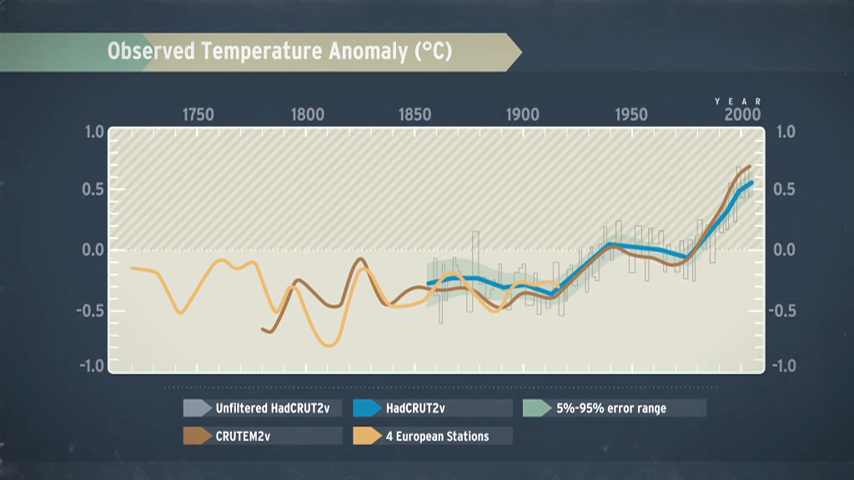 Observed Temperature Anomaly (°C)
YEAR
1750 1800 1850 1900 1950 2000
1.0 1.0
0.5 0.5
0.0 0.0
-0.5 -0.5
-1.0 -1.0
Unfiltered HadCRUT2v HadCRUT2v 5%-95% error range
CRUTEM2v 4 European Stations